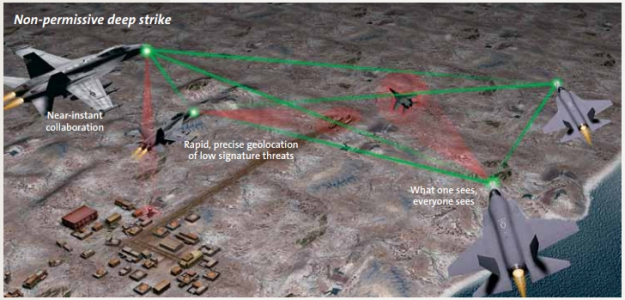 Non-permissive deep strike
Near-instant
collaboration
Rapid, precise geolocation
of low signature threats
What one sees,
everyone sees